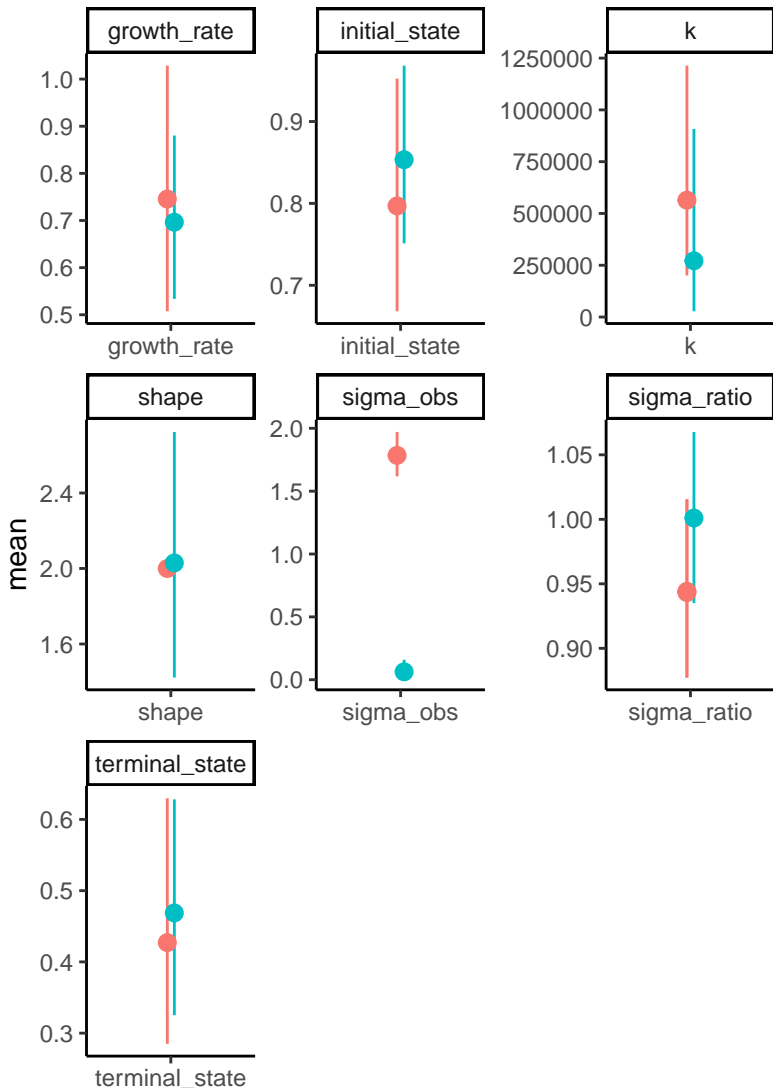 growth_rate
initial_state
k
1.0
0.9
0.8
0.7
0.6
0.5
0.9
0.8
0.7
1250000
1000000
750000
500000
250000
0
growth_rate
initial_state
k
shape
sigma_obs
sigma_ratio
mean
2.4
2.0
1.6
2.0
1.5
1.0
0.5
0.0
1.05
1.00
0.95
0.90
shape
sigma_obs
sigma_ratio
terminal_state
0.6
0.5
0.4
0.3
terminal_state